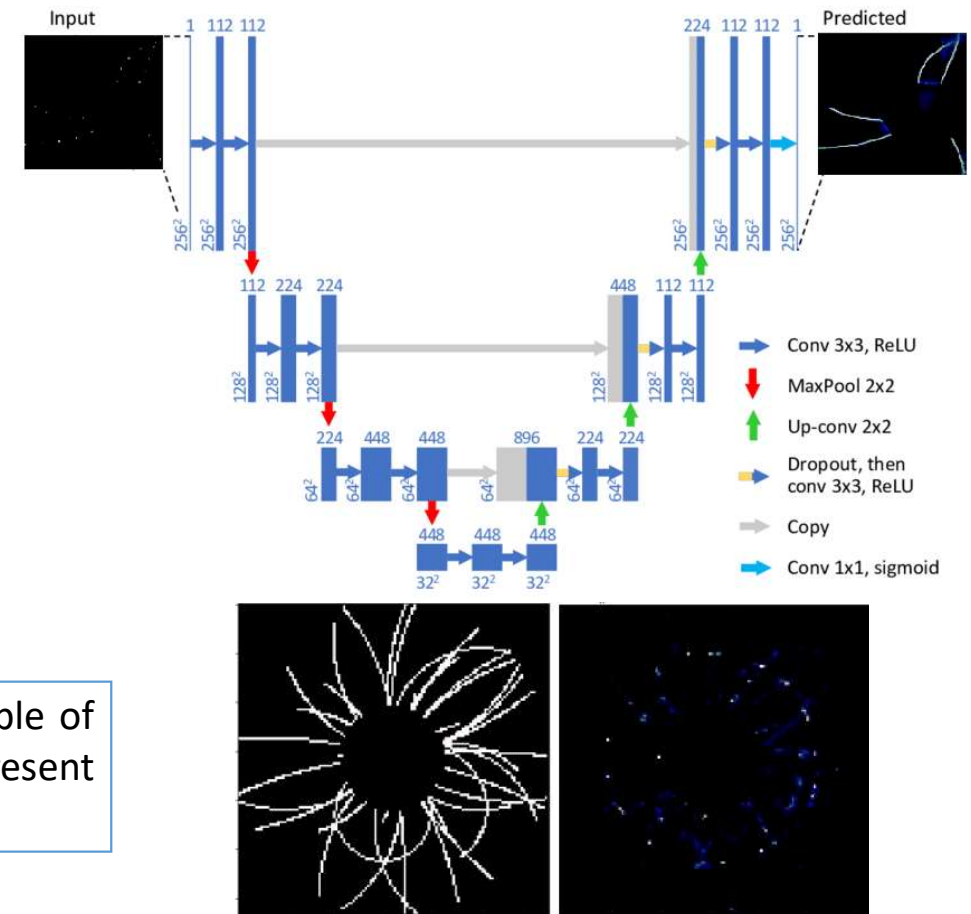 Input
Predicted
1 112 112
224 112 112 1
256² 256² 256²
256² 256² 256² 256²
112 224 224
448 112 112
128² 128² 128²
128² 128² 128²
Conv 3x3, ReLU
MaxPool 2x2
Up-conv 2x2
Dropout, then
conv 3x3, ReLU
Copy
Conv 1x1, sigmoid
224 448 448 896 224 224
64² 64² 64² 64² 64² 64²
448 448 448
32² 32² 32²
of